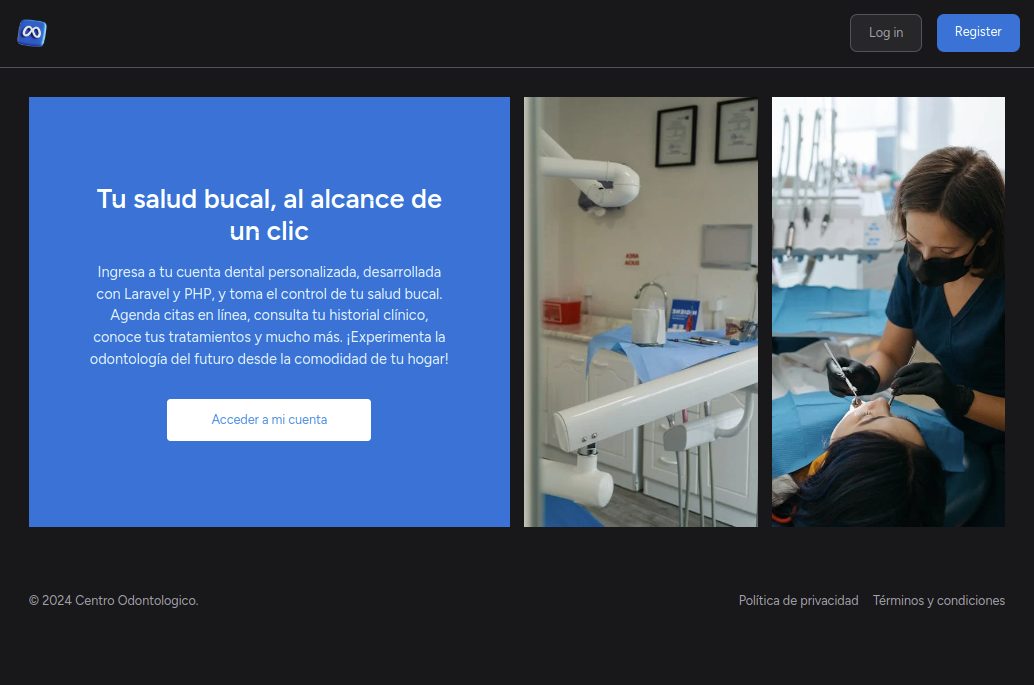 Log in
Register
Tu salud bucal, al alcance de
un clic
Ingresa a tu cuenta dental personalizada, desarrollada
con Laravel y PHP, y toma el control de tu salud bucal.
Agenda citas en línea, consulta tu historial clínico,
conoce tus tratamientos y mucho más. ¡Experimenta la
odontología del futuro desde la comodidad de tu hogar!
Acceder a mi cuenta
© 2024 Centro Odontologico.
Política de privacidad
Términos y condiciones